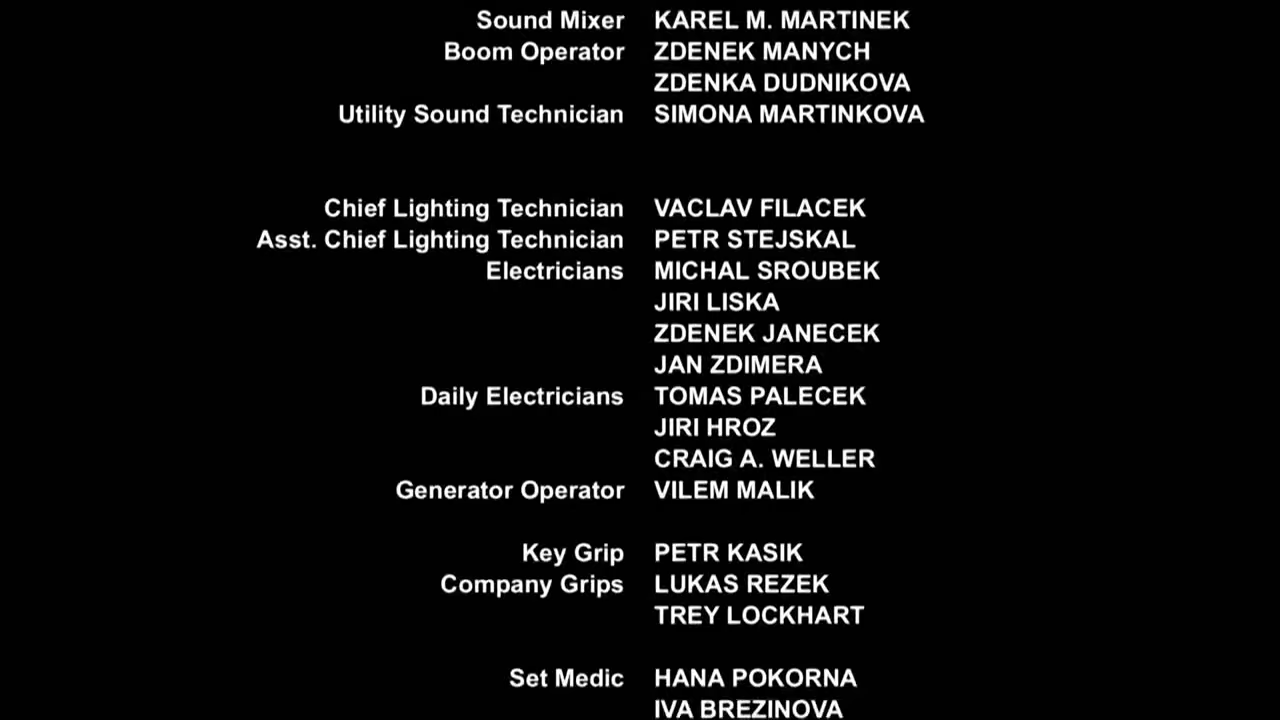 Sound Mixer KAREL M. MARTINEK
Boom Operator ZDENEK MANYCH
ZDENKA DUDNIKOVA
Utility Sound Technician SIMONA MARTINKOVA
Chief Lighting Technician VACLAV FILACEK
Asst. Chief Lighting Technician PETR STEJSKAL
Electricians MICHAL SROUBEK
JIRI LISKA
ZDENEK JANECEK
JAN ZDIMERA
Daily Electricians TOMAS PALECEK
JIRI HROZ
CRAIG A. WELLER
Generator Operator VILEM MALIK
Key Grip PETR KASIK
Company Grips LUKAS REZEK
TREY LOCKHART
Set Medic HANA POKORNA
IVA BREZINOVA